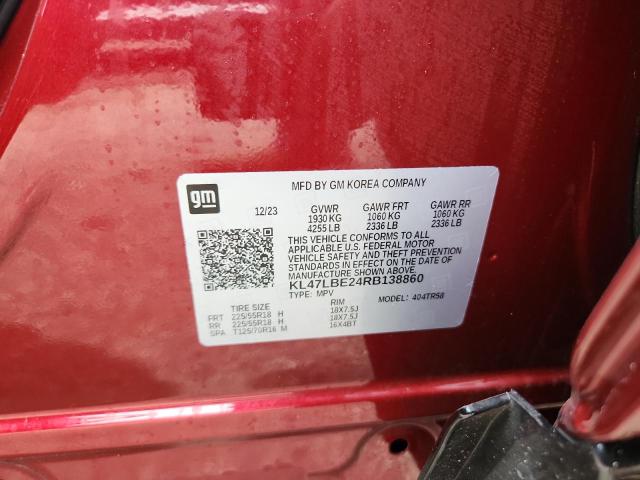 gm
MFD BY GM KOREA COMPANY
12/23 GVWR GAWR FRT GAWR RR
1930 KG 1060 KG 1060 KG
4255 LB 2336 LB 2336 LB
THIS VEHICLE CONFORMS TO ALL
APPLICABLE U.S. FEDERAL MOTOR
VEHICLE SAFETY AND THEFT PREVENTION
STANDARDS IN EFFECT ON THE DATE OF
MANUFACTURE SHOWN ABOVE.
KL47LBE24RB138860
TYPE: MPV MODEL: 404TR58
TIRE SIZE RIM
FRT 225/55R18 H 18X7.5J
RR 225/55R18 H 18X7.5J
SPA T125/70R16 M 16X4BT